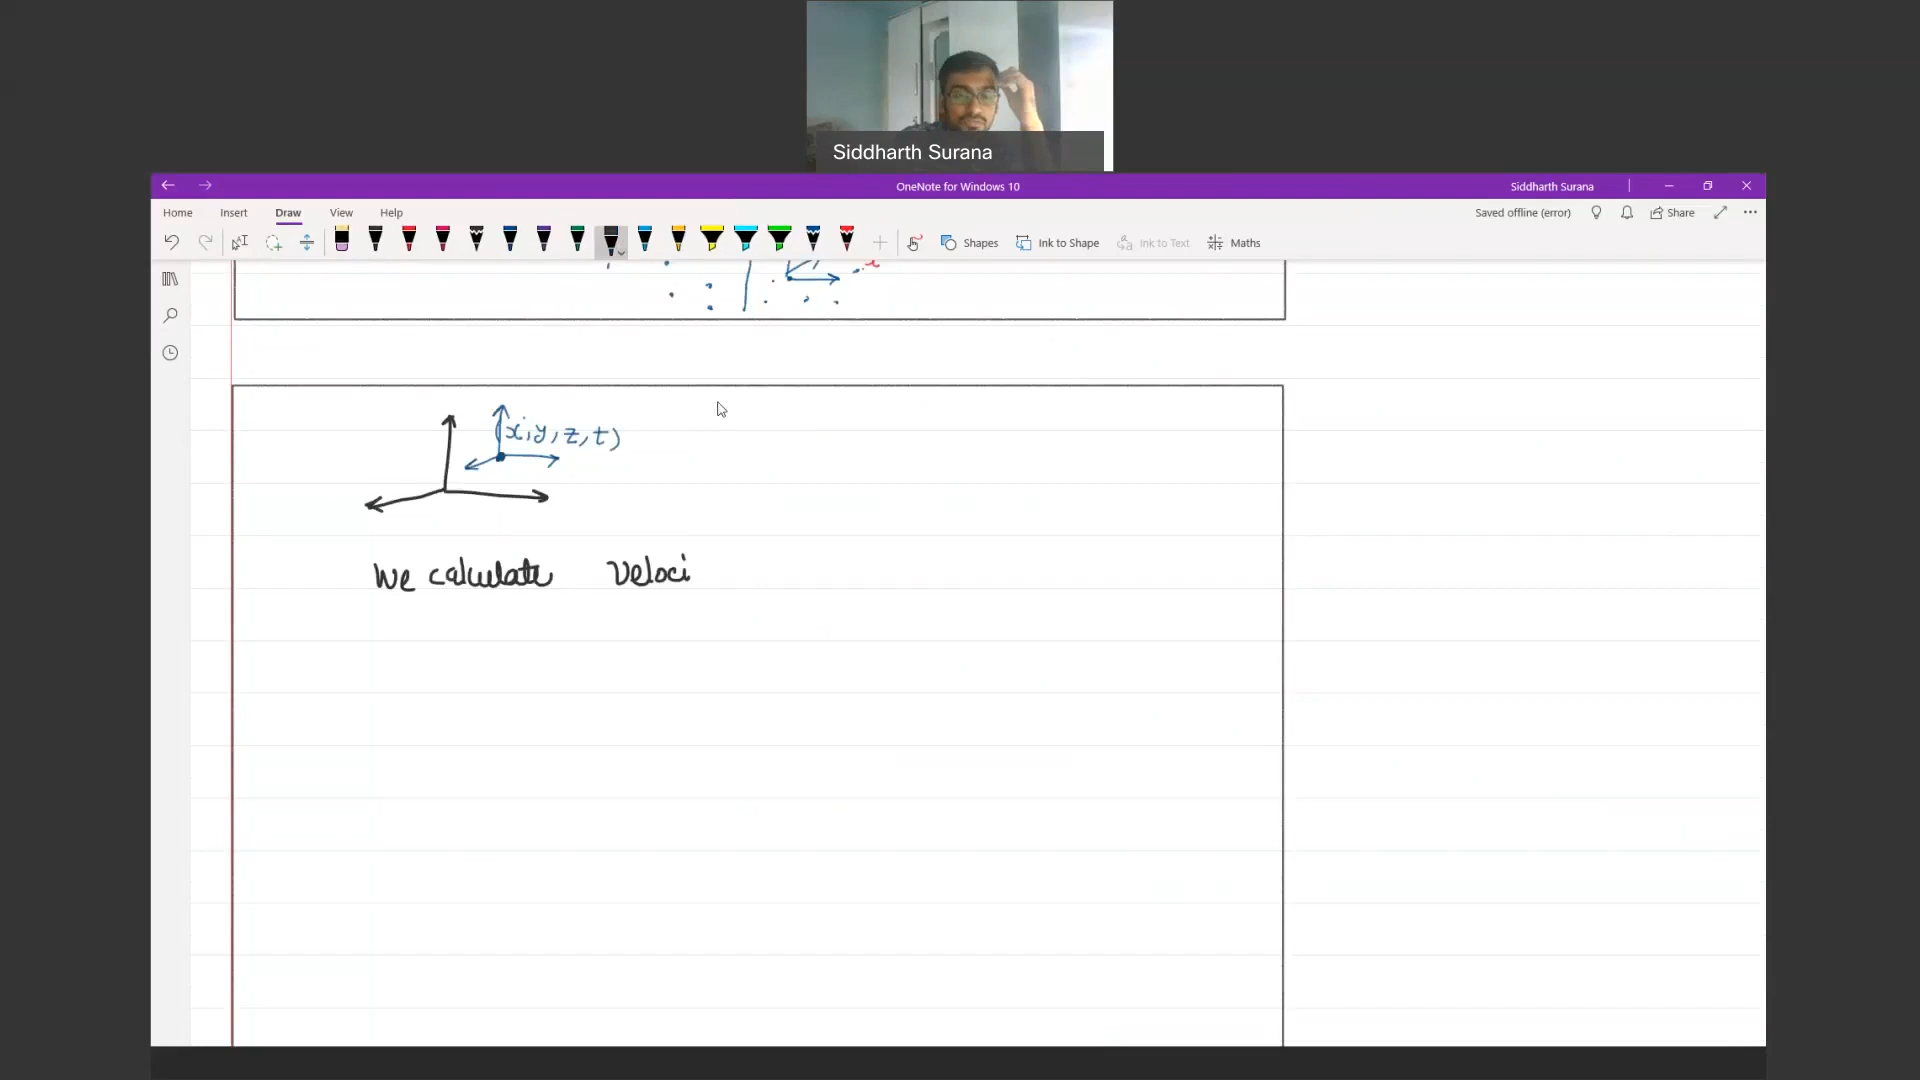 Siddharth Surana
OneNote for Windows 10
Siddharth Surana
Home Insert Draw View Help
Saved offline (error)
Share
Shapes
Ink to Shape
Ink to Text
Maths
x
(x,y,z,t)
We calculate Veloci